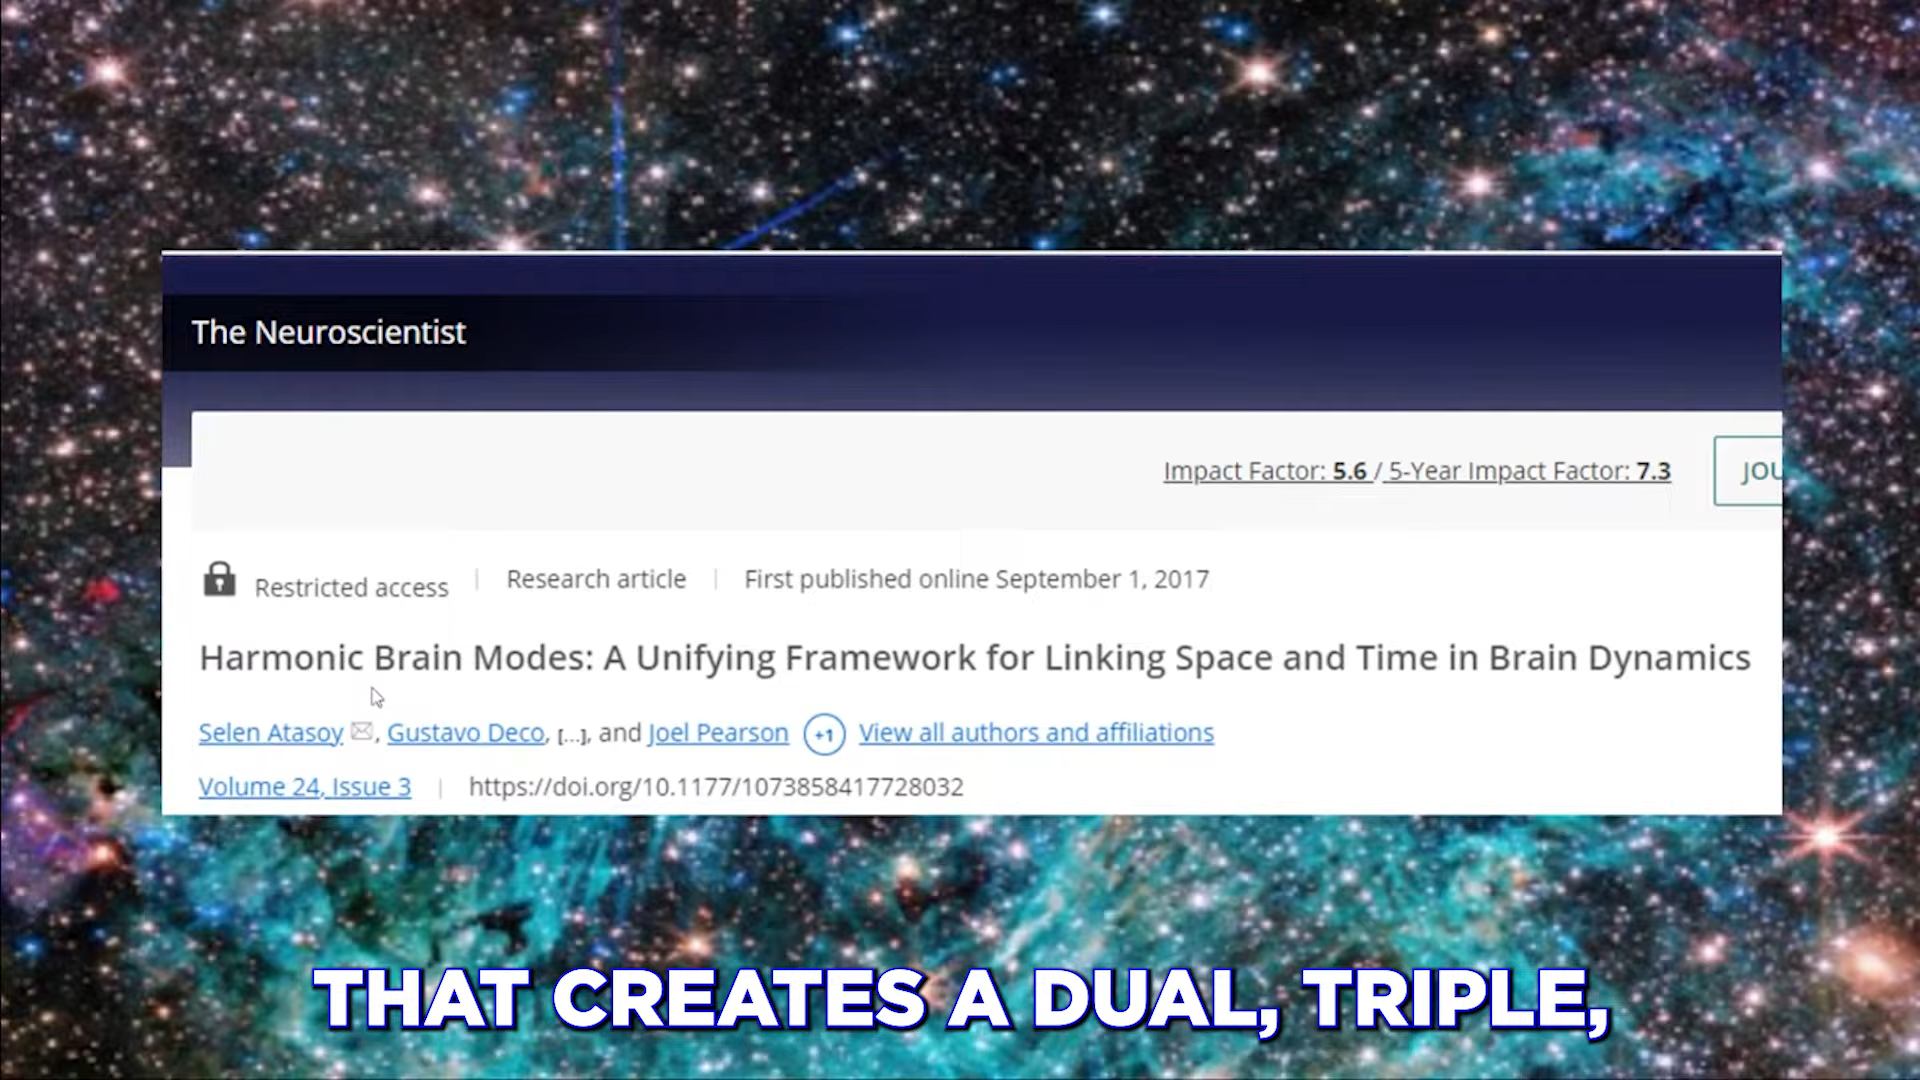 The Neuroscientist
Impact Factor: 5.6 / 5-Year Impact Factor: 7.3
JOU
Restricted access | Research article | First published online September 1, 2017
Harmonic Brain Modes: A Unifying Framework for Linking Space and Time in Brain Dynamics
Selen Atasoy, Gustavo Deco, [...], and Joel Pearson +1 View all authors and affiliations
Volume 24, Issue 3 | https://doi.org/10.1177/1073858417728032
THAT CREATES A DUAL, TRIPLE,